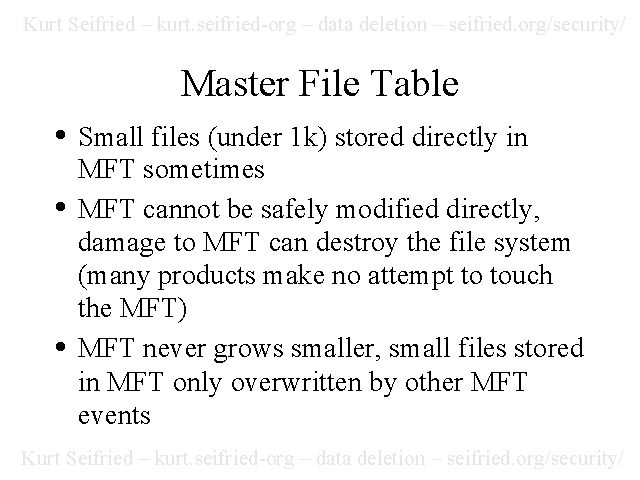 Kurt Seifried – kurt.seifried-org – data deletion – seifried.org/security/
Master File Table
• Small files (under 1k) stored directly in
MFT sometimes
• MFT cannot be safely modified directly,
damage to MFT can destroy the file system
(many products make no attempt to touch
the MFT)
• MFT never grows smaller, small files stored
in MFT only overwritten by other MFT
events
Kurt Seifried – kurt.seifried-org – data deletion – seifried.org/security/